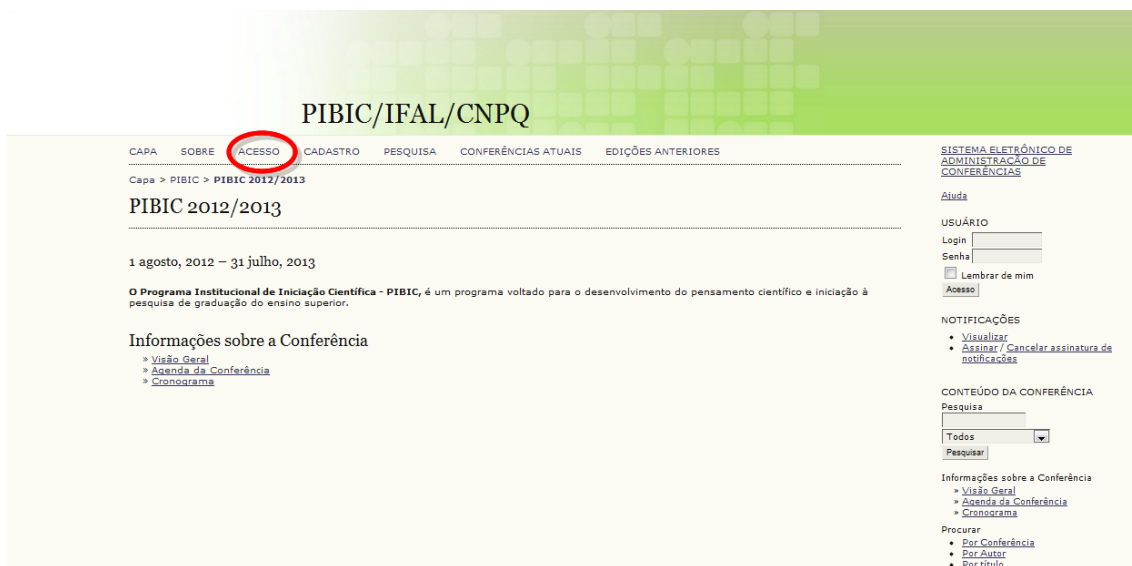 PIBIC/IFAL/CNPQ
CAPA SOBRE ACESSO CADASTRO PESQUISA CONFERÊNCIAS ATUAIS EDIÇÕES ANTERIORES
Capa > PIBIC > PIBIC 2012/2013
PIBIC 2012/2013
1 agosto, 2012 – 31 julho, 2013
O Programa Institucional de Iniciação Científica - PIBIC, é um programa voltado para o desenvolvimento do pensamento científico e iniciação à
pesquisa de graduação do ensino superior.
Informações sobre a Conferência
» Visão Geral
» Agenda da Conferência
» Cronograma
SISTEMA ELETRÔNICO DE
ADMINISTRAÇÃO DE
CONFERÊNCIAS
Ajuda
USUÁRIO
Login
Senha
Lembrar de mim
Acesso
NOTIFICAÇÕES
• Visualizar
• Assinar / Cancelar assinatura de
notificações
CONTEÚDO DA CONFERÊNCIA
Pesquisa
Todos
Pesquisar
Informações sobre a Conferência
» Visão Geral
» Agenda da Conferência
» Cronograma
Procurar
• Por Conferência
• Por Autor
• Por título